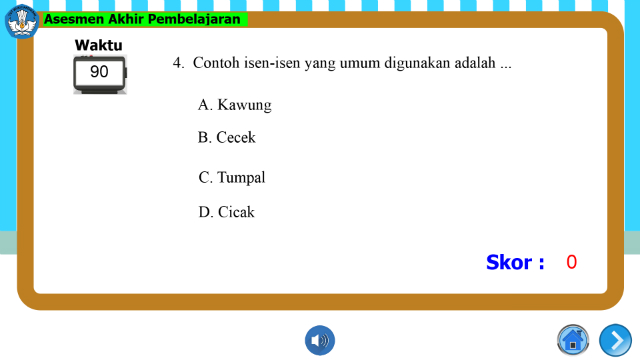 Asesmen Akhir Pembelajaran
Waktu
90
4. Contoh isen-isen yang umum digunakan adalah ...
A. Kawung
B. Cecek
C. Tumpal
D. Cicak
Skor : 0